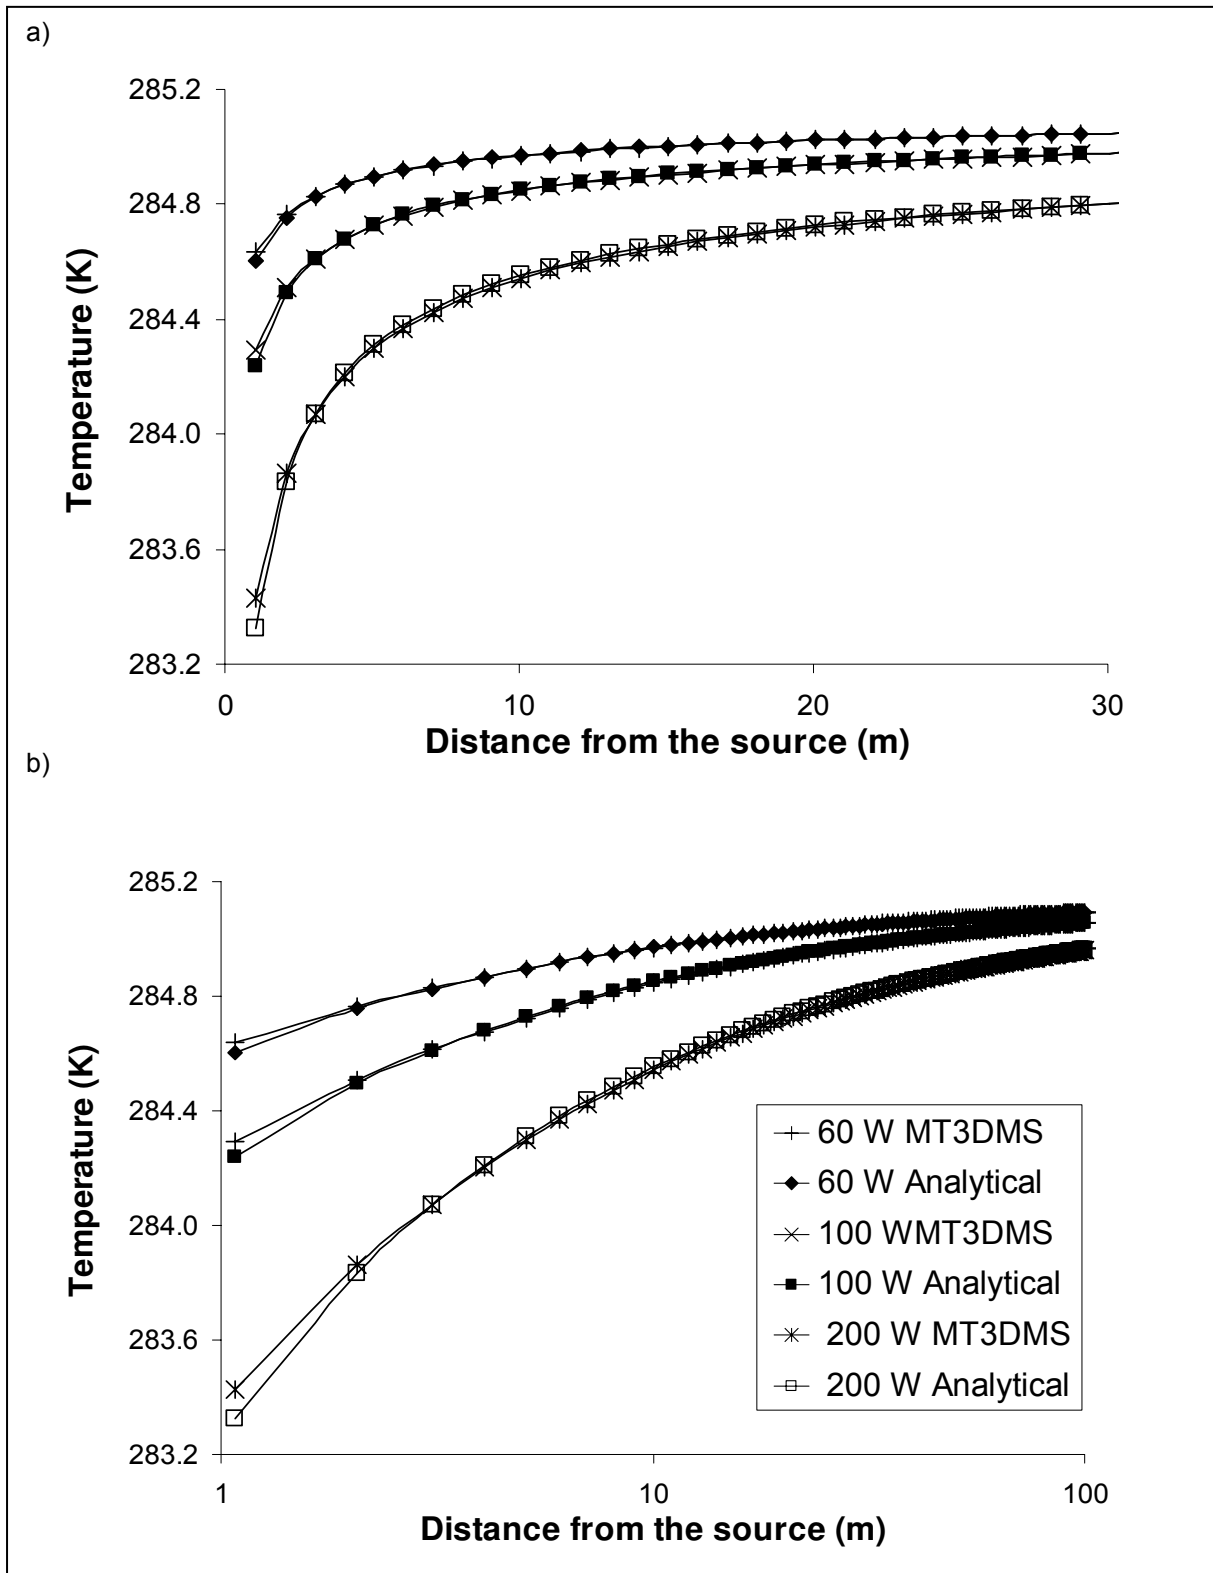 a)
285.2
284.8
284.4
284.0
283.6
283.2
Temperature (K)
0 10 20 30
Distance from the source (m)
b)
285.2
284.8
284.4
284.0
283.6
283.2
Temperature (K)
60 W MT3DMS
60 W Analytical
100 WMT3DMS
100 W Analytical
200 W MT3DMS
200 W Analytical
1 10 100
Distance from the source (m)